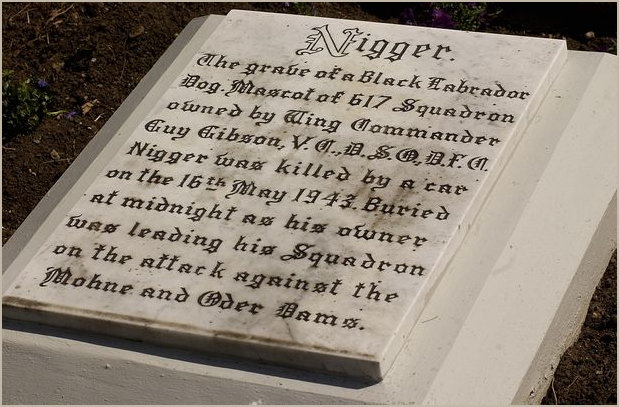 Nigger.
The grave of a Black Labrador
Dog. Mascot of 617 Squadron
owned by Wing Commander
Guy Gibson, V.C., D.S.O., D.F.C.
Nigger was killed by a car
on the 16th May 1943. Buried
at midnight as his owner
was leading his Squadron
on the attack against the
Mohne and Oder Dams.